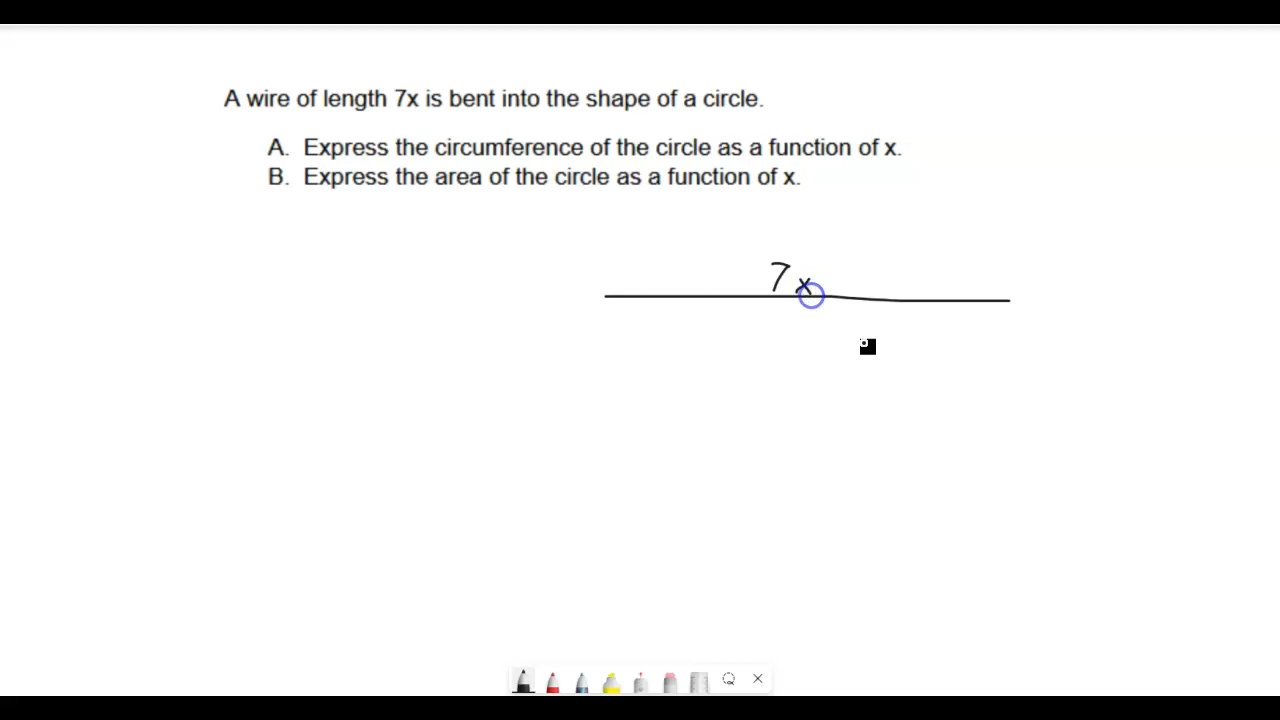 A wire of length 7x is bent into the shape of a circle.
A. Express the circumference of the circle as a function of x.
B. Express the area of the circle as a function of x.
7x